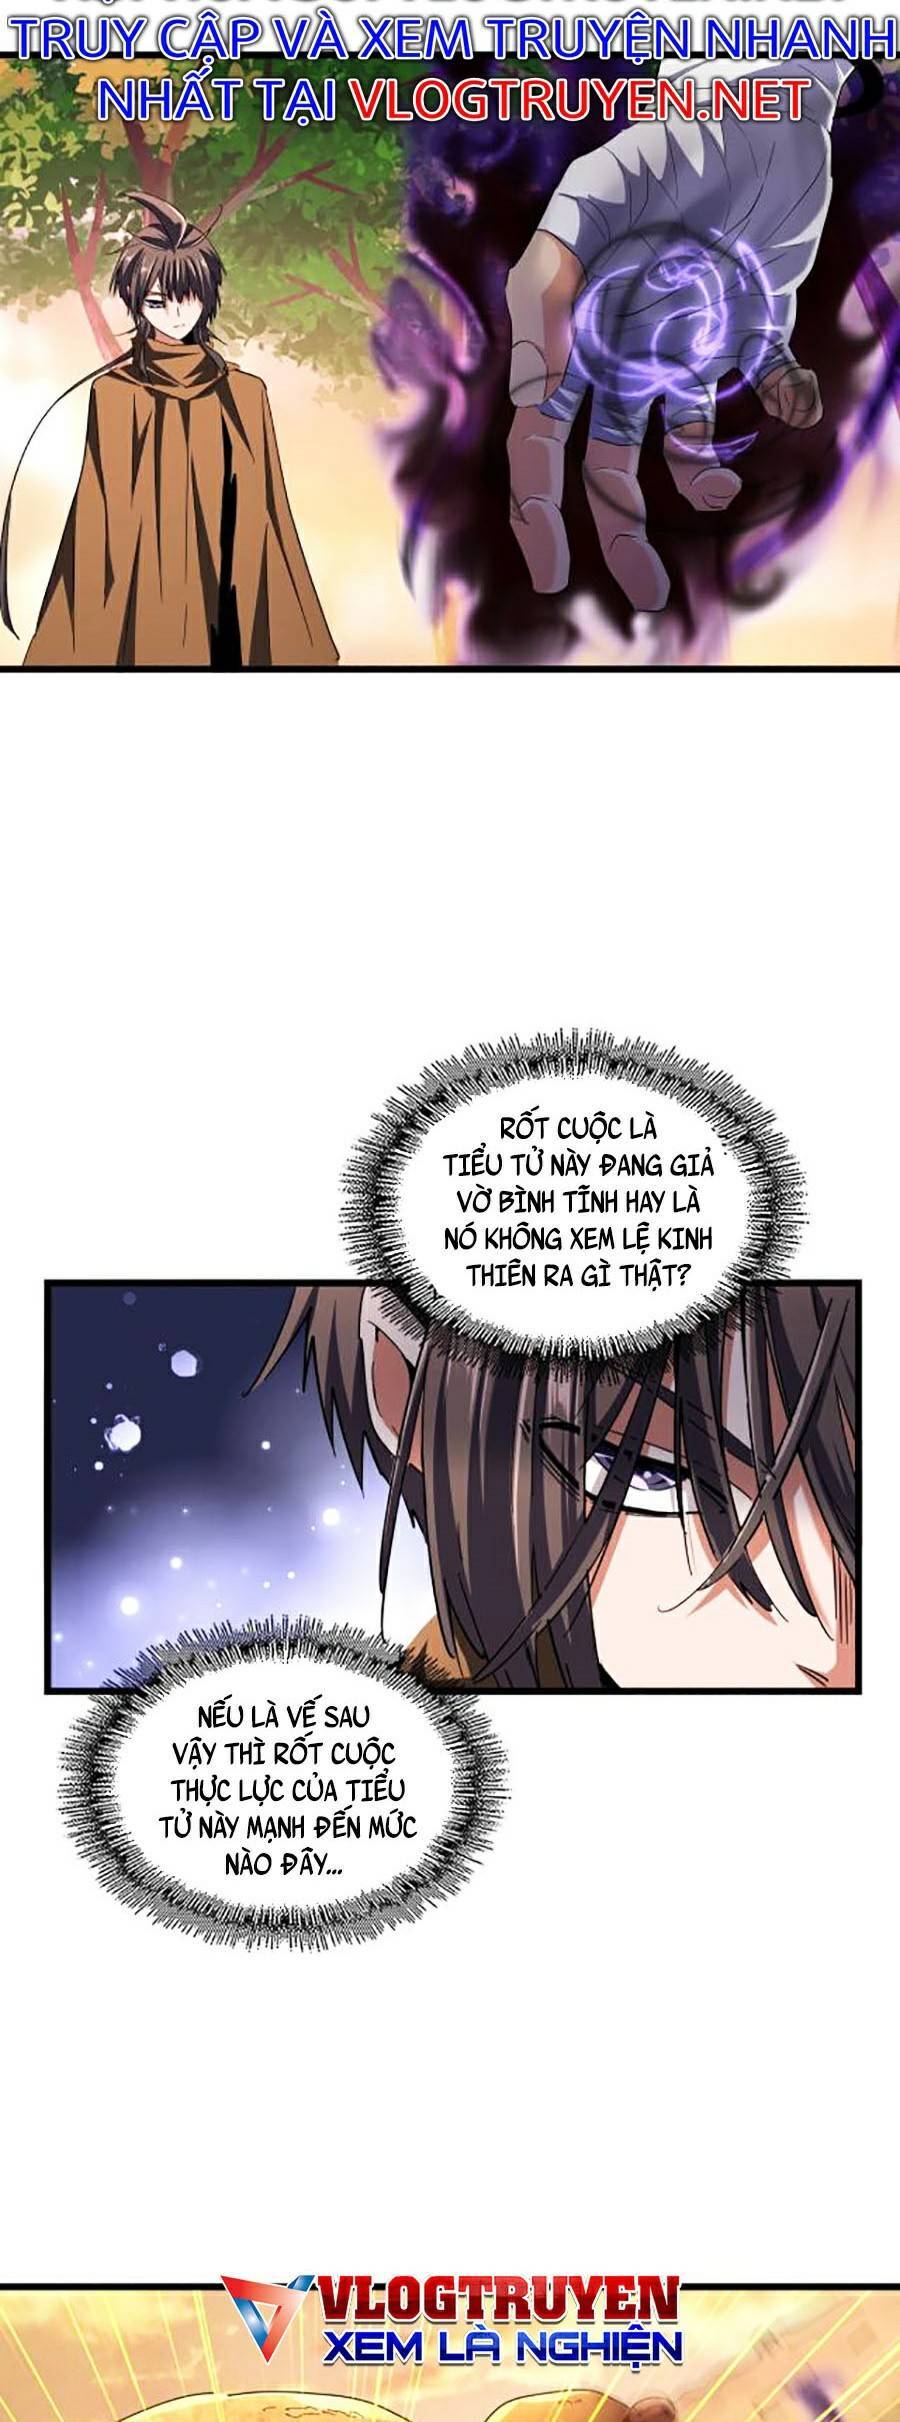 TRUY CẬP VÀ XEM TRUYỆN NHANH
NHẤT TẠI VLOGTRUYEN.NET
RỐT CUỘC LÀ
TIỂU TỬ NÀY ĐANG GIẢ
VỜ BÌNH TĨNH HAY LÀ
NÓ KHÔNG XEM LỆ KINH
THIÊN RA GÌ THẬT?
NẾU LÀ VẾ SAU
VẬY THÌ RỐT CUỘC
THỰC LỰC CỦA TIỂU
TỬ NÀY MẠNH ĐẾN MỨC
NÀO ĐÂY...
VLOGTRUYEN
XEM LÀ NGHIỆN